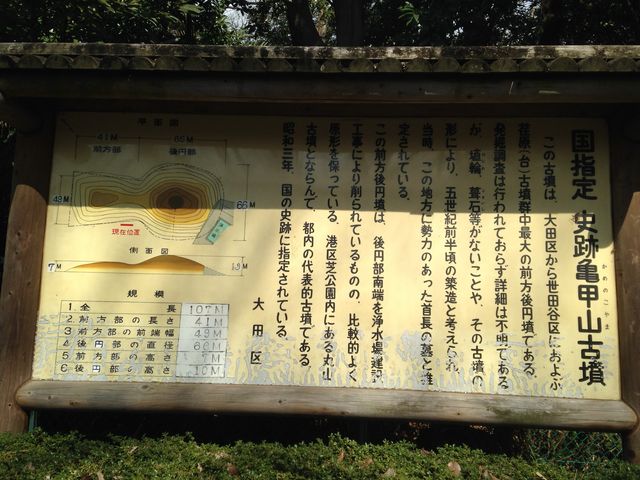 国指定 史跡 亀甲山古墳
かめのこやま
この古墳は、大田区から世田谷区におよぶ
荏原(台)古墳群中最大の前方後円墳である。
発掘調査は行われておらず詳細は不明である
が、埴輪、葺石等がないことや、その古墳の
形により、五世紀前半頃の築造と考えられ、
当時、この地方に勢力のあった首長の墓と推
定されている。
この前方後円墳は、後円部南端を浄水場建設
工事により削られているものの、比較的よく
原形を保っている。港区芝公園内にある丸山
古墳とならんで、都内の代表的古墳である。
昭和三年、国の史跡に指定されている。
大田区
平面図
41M
66M
前方部
後円部
49M
66M
現在位置
側面図
7M
規模
1 全長 107M
2 前方部の長さ 41M
3 前方部の前端幅 49M
4 後円部の直径 66M
5 前方部の高さ 7M
6 後円部の高さ 10M